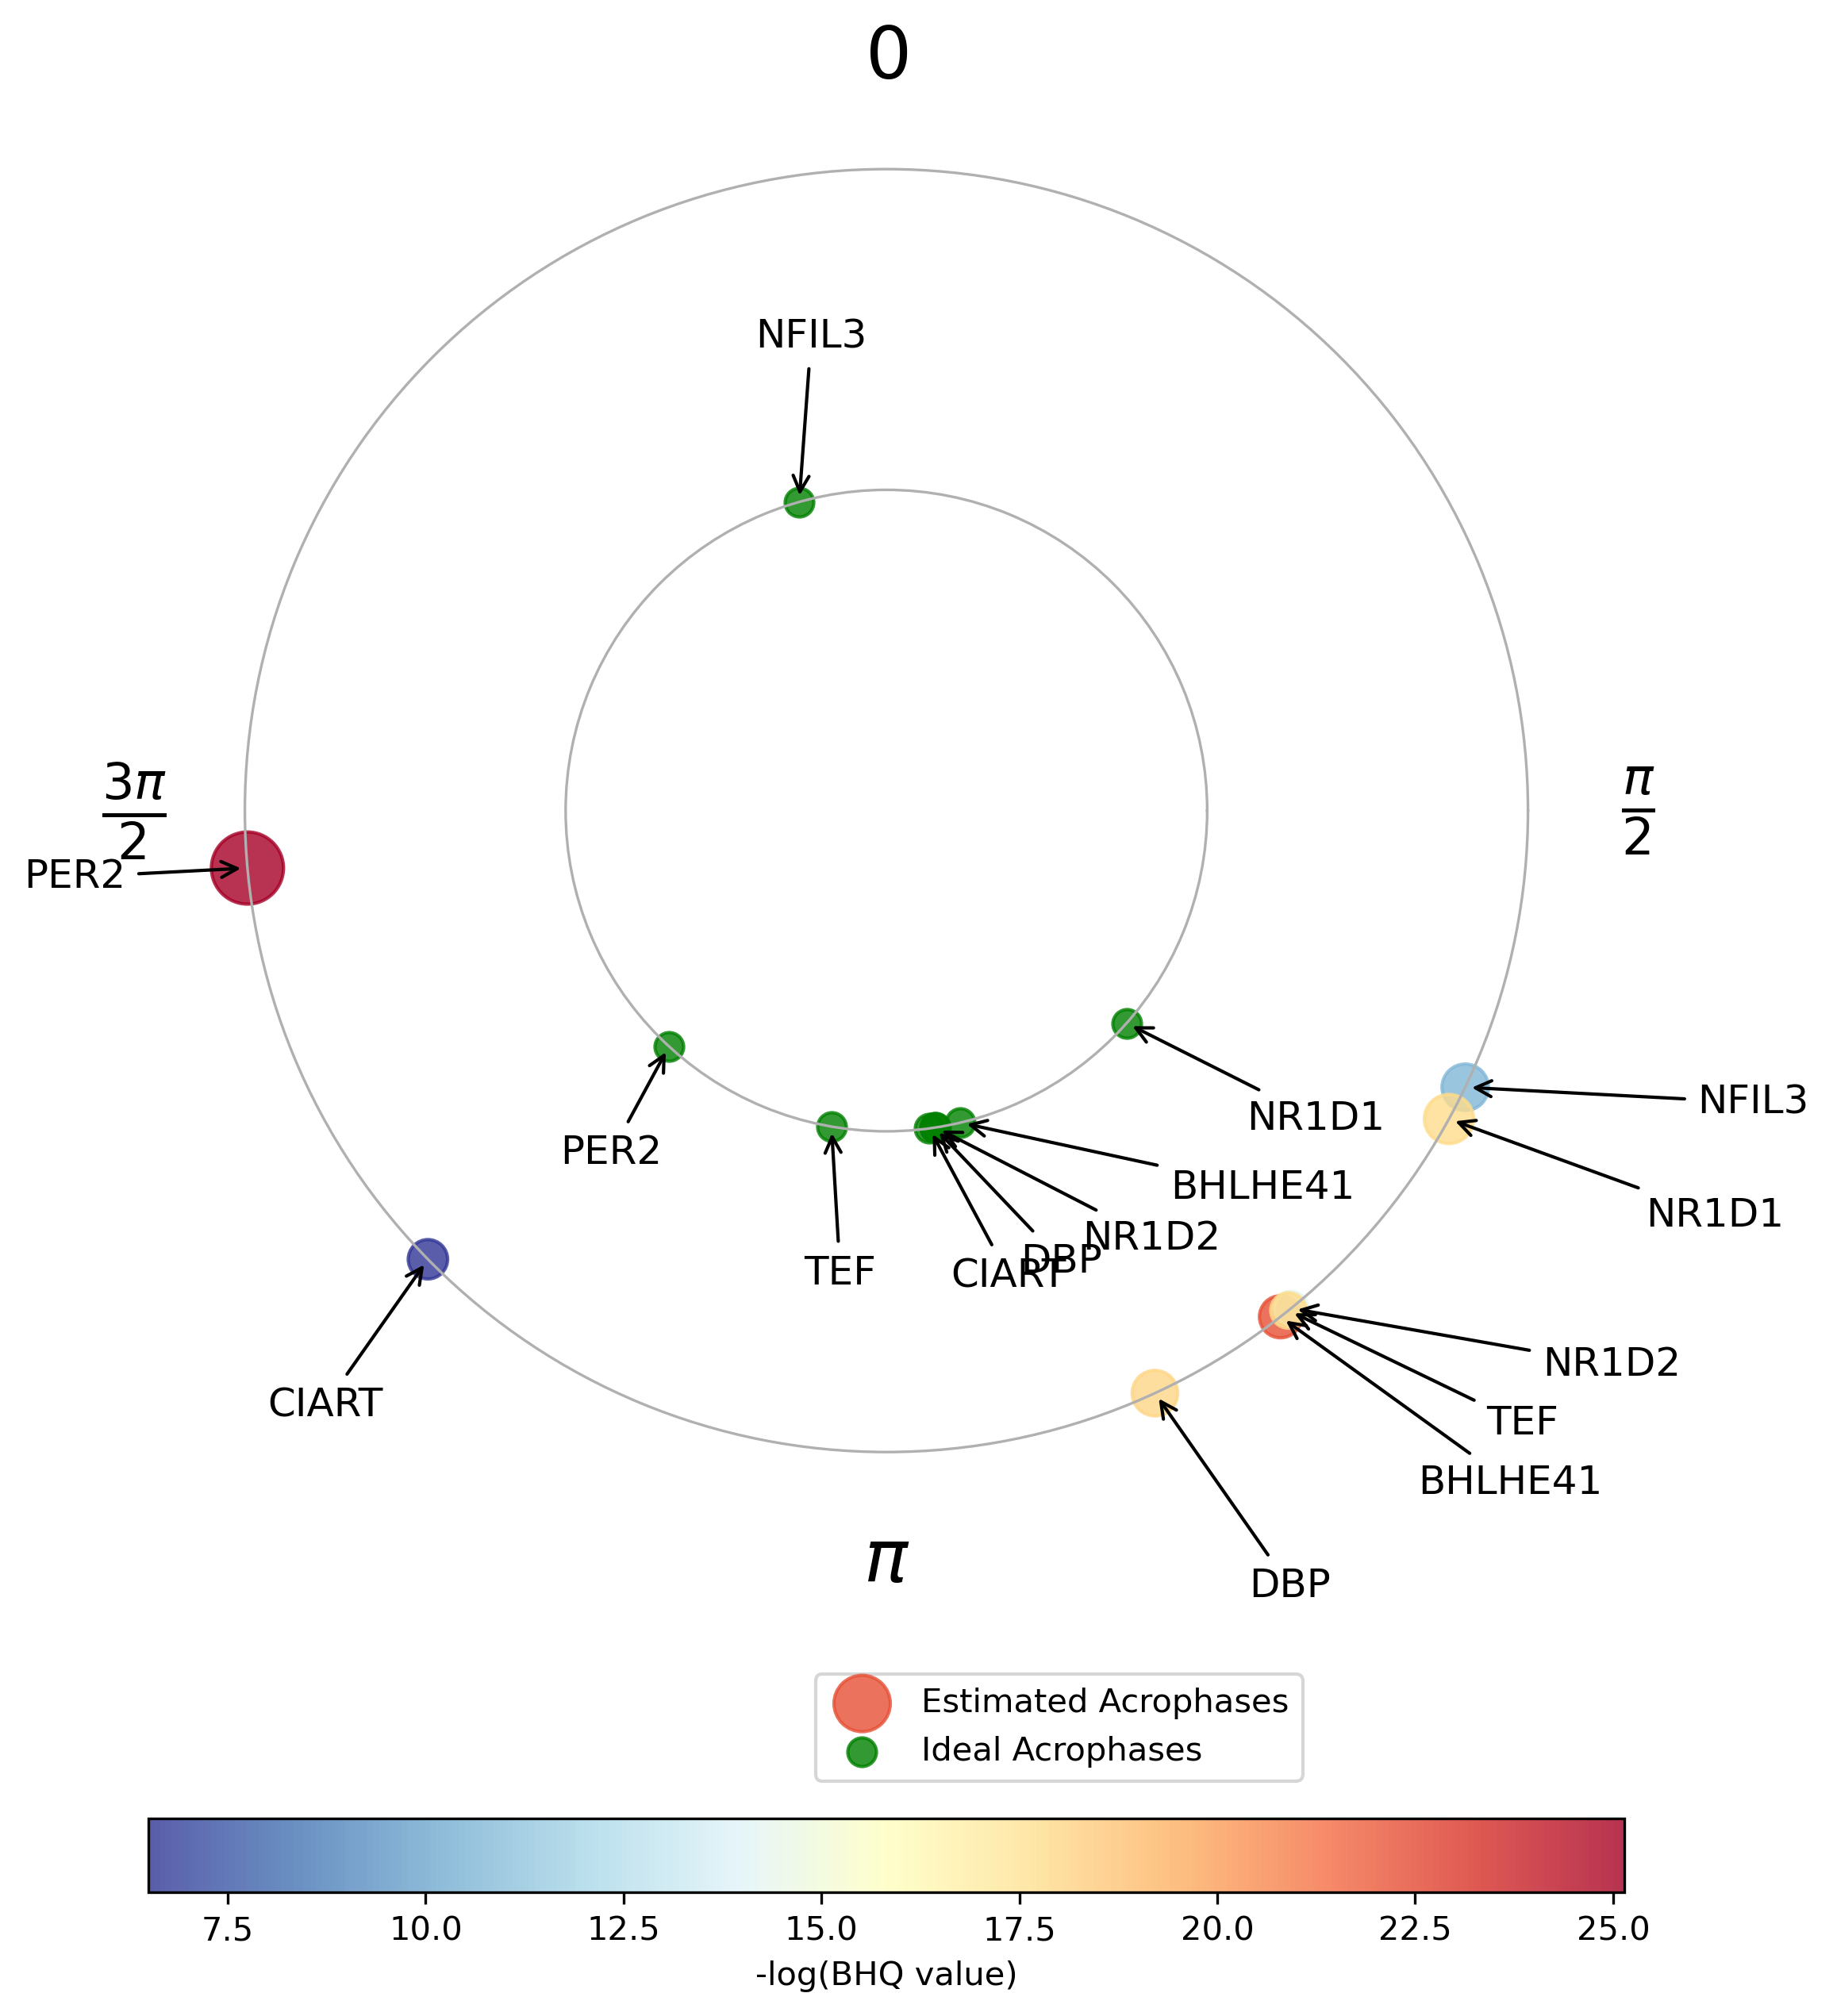 0
NFIL3
3π/2
π/2
PER2
NR1D1
NFIL3
PER2
BHLHE41
NR1D1
NR1D2
DBP
TEF
CIART
NR1D2
CIART
TEF
BHLHE41
π
DBP
Estimated Acrophases
Ideal Acrophases
7.5 10.0 12.5 15.0 17.5 20.0 22.5 25.0
-log(BHQ value)